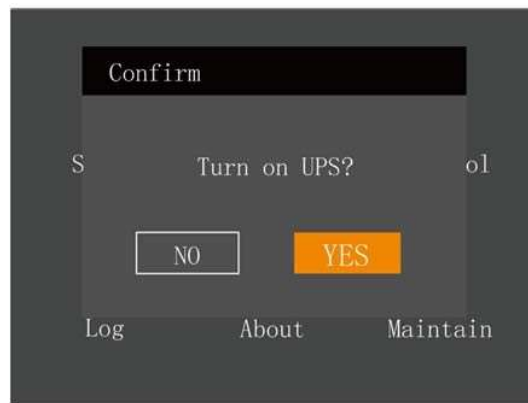 Confirm
S Turn on UPS? ol
NO YES
Log About Maintain